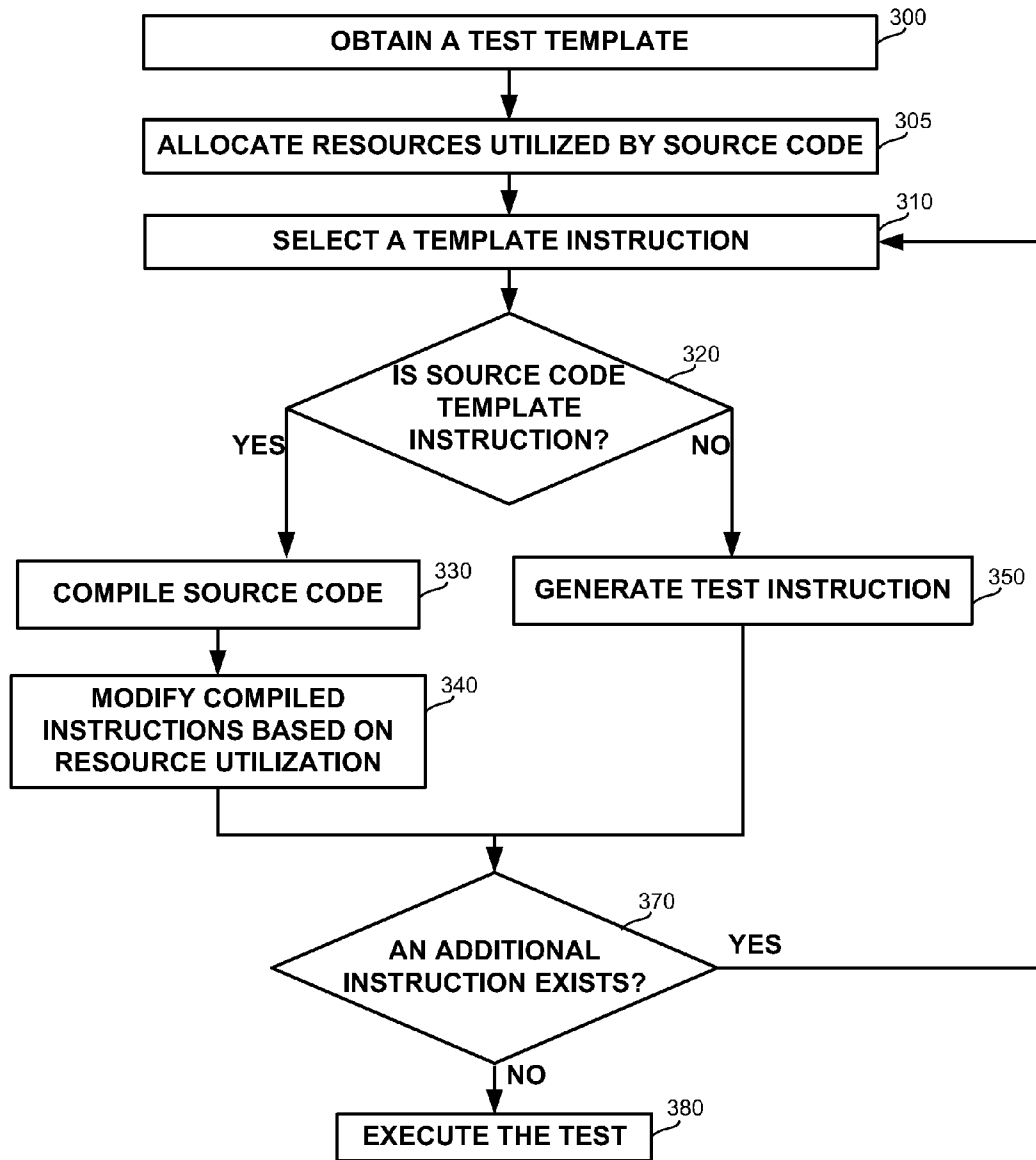 OBTAIN A TEST TEMPLATE
300
ALLOCATE RESOURCES UTILIZED BY SOURCE CODE
305
SELECT A TEMPLATE INSTRUCTION
310
IS SOURCE CODE
TEMPLATE
INSTRUCTION?
320
YES
NO
COMPILE SOURCE CODE
330
GENERATE TEST INSTRUCTION
350
MODIFY COMPILED
INSTRUCTIONS BASED ON
RESOURCE UTILIZATION
340
AN ADDITIONAL
INSTRUCTION EXISTS?
370
YES
NO
EXECUTE THE TEST
380